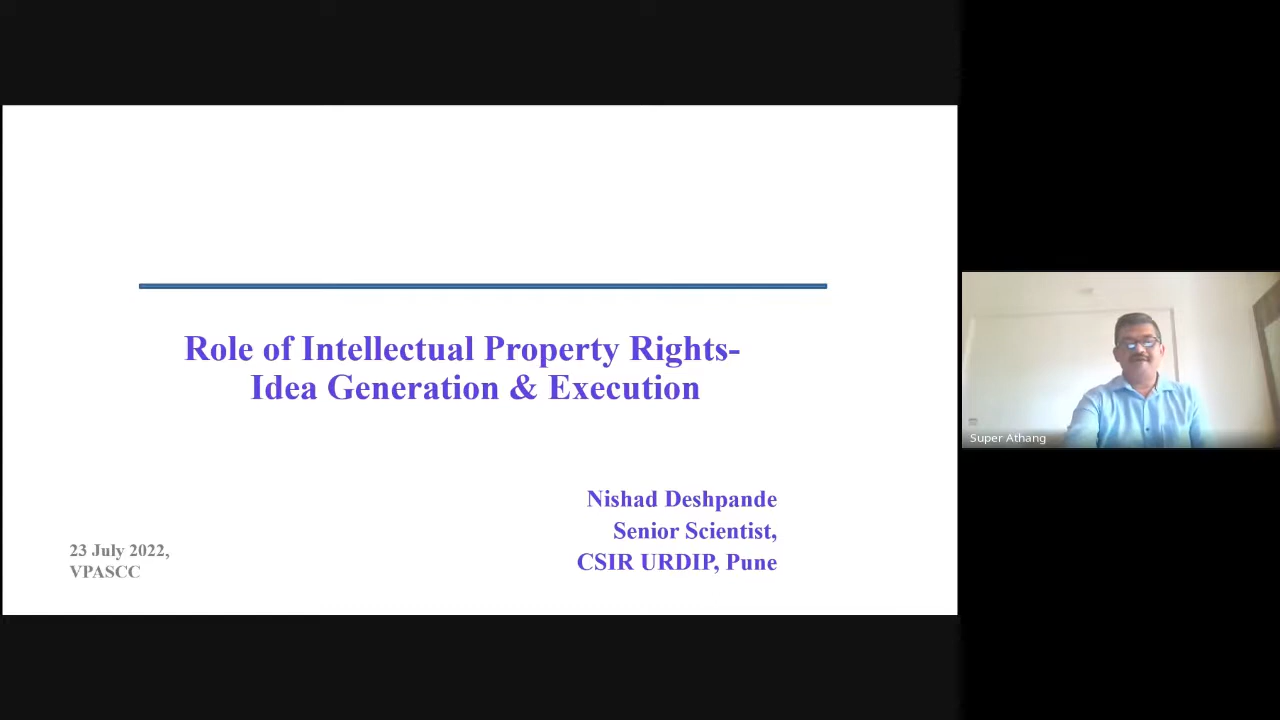 Role of Intellectual Property Rights-
Idea Generation & Execution
Nishad Deshpande
Senior Scientist,
CSIR URDIP, Pune
23 July 2022,
VPASCC
Super Athang